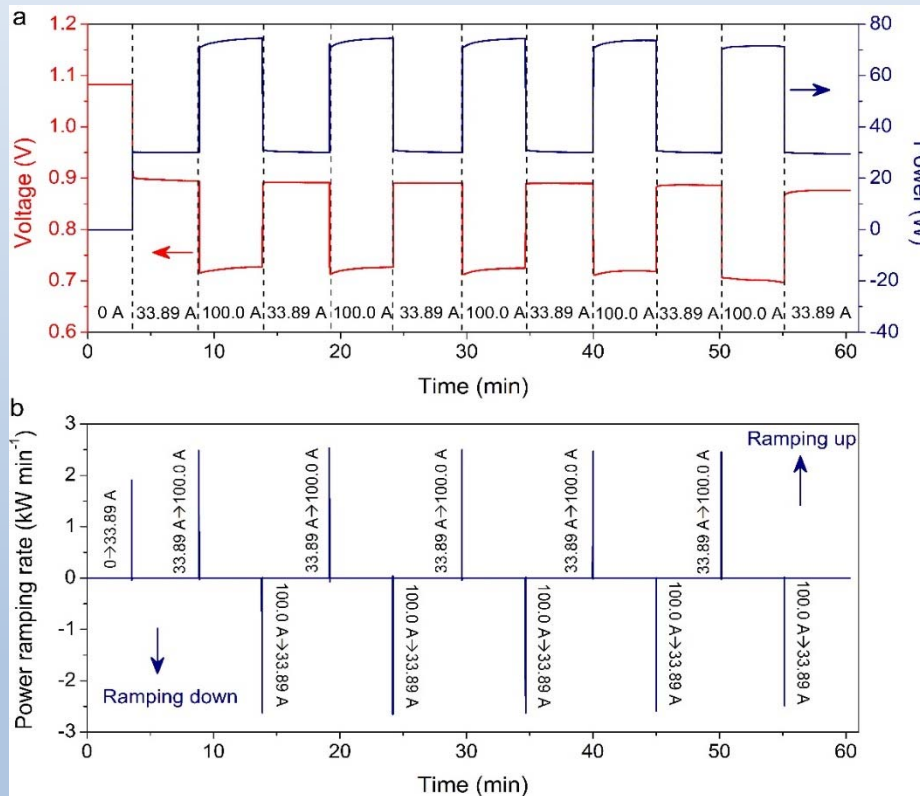 a
1.2
1.1
1.0
0.9
0.8
0.7
0.6
Voltage (V)
80
60
40
20
0
-20
-40
Power (W)
0 A 33.89 A 100.0 A 33.89 A 100.0 A 33.89 A 100.0 A 33.89 A 100.0 A 33.89 A 100.0 A 33.89 A
0 10 20 30 40 50 60
Time (min)
b
3
2
1
0
-1
-2
-3
Power ramping rate (kW min⁻¹)
0→33.89 A
33.89 A→100.0 A
33.89 A→100.0 A
33.89 A→100.0 A
33.89 A→100.0 A
33.89 A→100.0 A
Ramping up
Ramping down
100.0 A→33.89 A
100.0 A→33.89 A
100.0 A→33.89 A
100.0 A→33.89 A
100.0 A→33.89 A
0 10 20 30 40 50 60
Time (min)